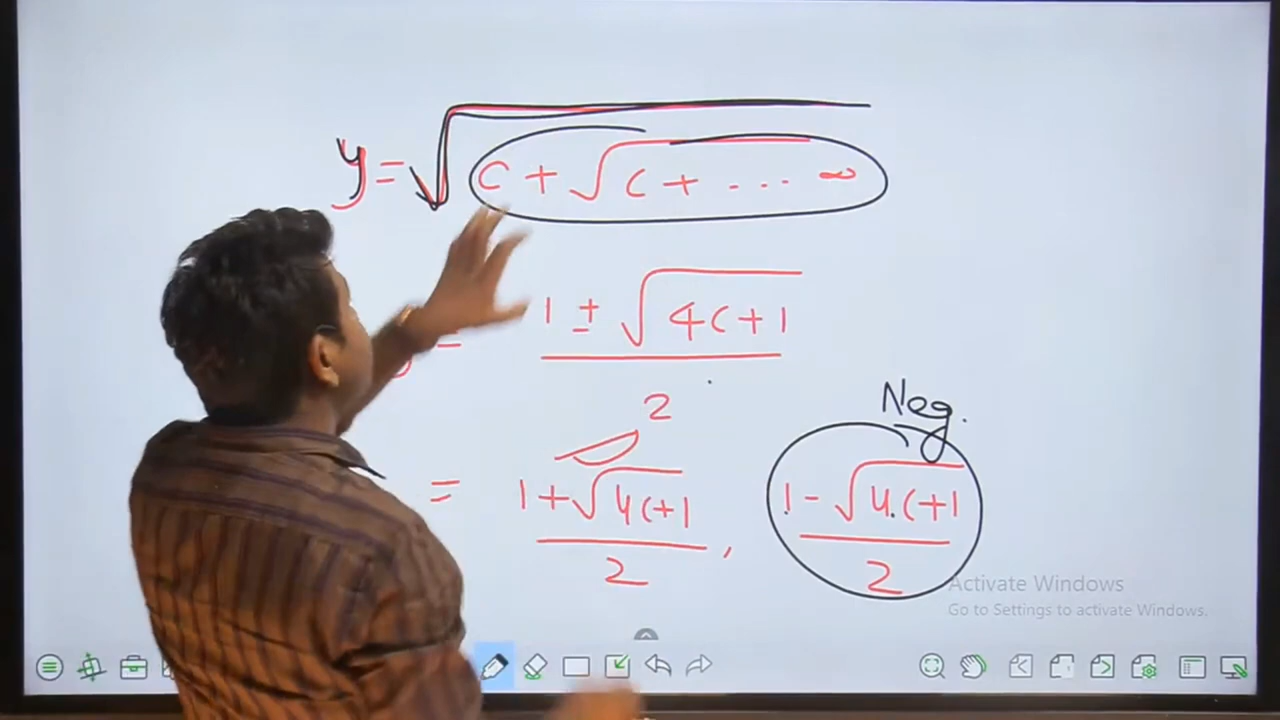 y = √(c + √(c + ... ∞
= 1 ± √(4c+1)
2
= 1+√(4c+1) / 2 , 1-√(4.c+1) / 2
Neg.
Activate Windows
Go to Settings to activate Windows.